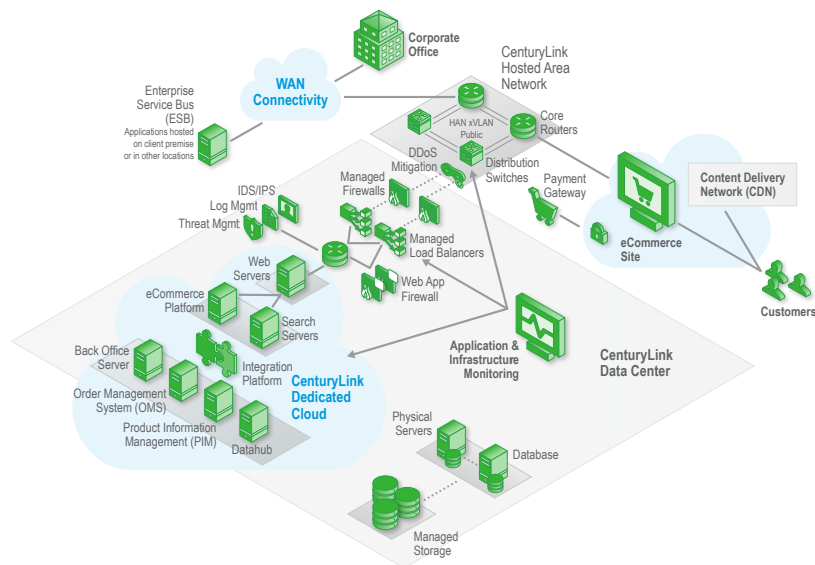 Corporate
Office
CenturyLink
Hosted Area
Network
WAN
Connectivity
Enterprise
Service Bus
(ESB)
Applications hosted
on client premise
or in other locations
HAN xVLAN
Public
Core
Routers
DDoS
Mitigation
Distribution
Switches
Payment
Gateway
Content Delivery
Network (CDN)
Managed
Firewalls
IDS/IPS
Log Mgmt
Threat Mgmt
Managed
Load Balancers
eCommerce
Site
Web
Servers
Web App
Firewall
eCommerce
Platform
Customers
Search
Servers
Application &
Infrastructure
Monitoring
CenturyLink
Data Center
Back Office
Server
Integration
Platform
CenturyLink
Dedicated
Cloud
Order Management
System (OMS)
Product Information
Management (PIM)
Datahub
Physical
Servers
Database
Managed
Storage